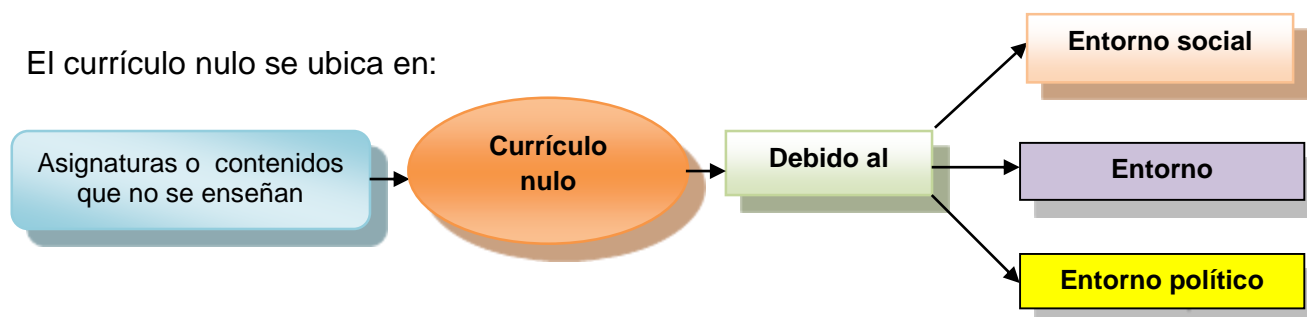 El currículo nulo se ubica en:
Asignaturas o contenidos
que no se enseñan
Currículo
nulo
Debido al
Entorno social
Entorno
Entorno político